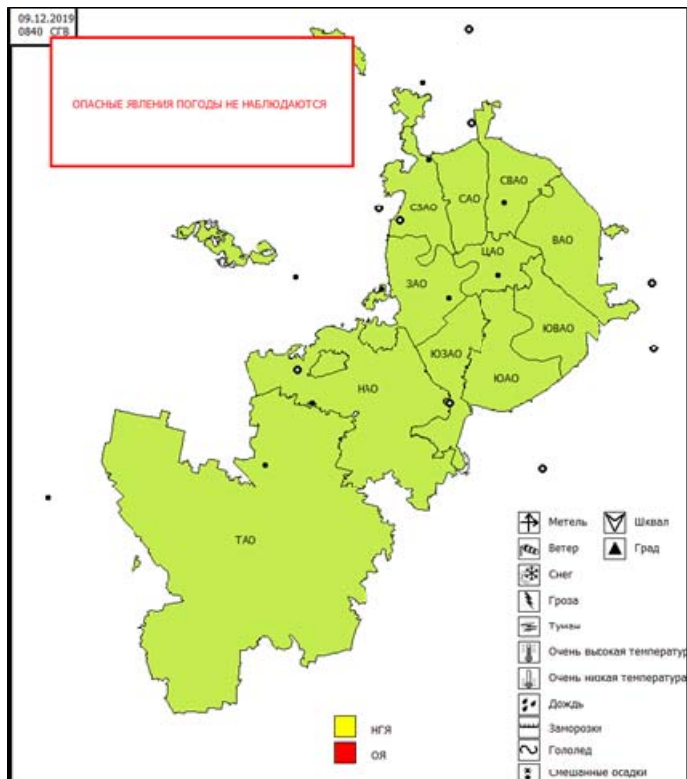 09.12.2019
0840 СГВ
ОПАСНЫЕ ЯВЛЕНИЯ ПОГОДЫ НЕ НАБЛЮДАЮТСЯ
СВАО
САО
СЗАО
ВАО
ЦАО
ЗАО
ЮВАО
ЮЗАО
ЮАО
НАО
ТАО
Метель
Шквал
Ветер
Град
Снег
Гроза
Туман
Очень высокая температур
Очень низкая температура
Дождь
Заморозки
Гололед
Смешанные осадки
НГЯ
ОЯ